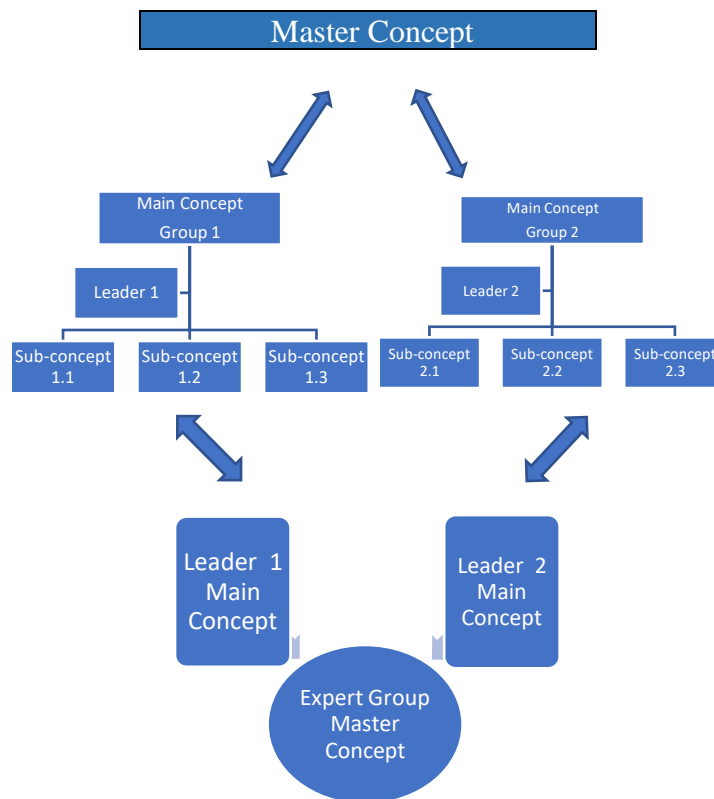 Master Concept
Main Concept
Group 1
Main Concept
Group 2
Leader 1
Leader 2
Sub-concept
1.1
Sub-concept
1.2
Sub-concept
1.3
Sub-concept
2.1
Sub-concept
2.2
Sub-concept
2.3
Leader 1
Main
Concept
Leader 2
Main
Concept
Expert Group
Master
Concept